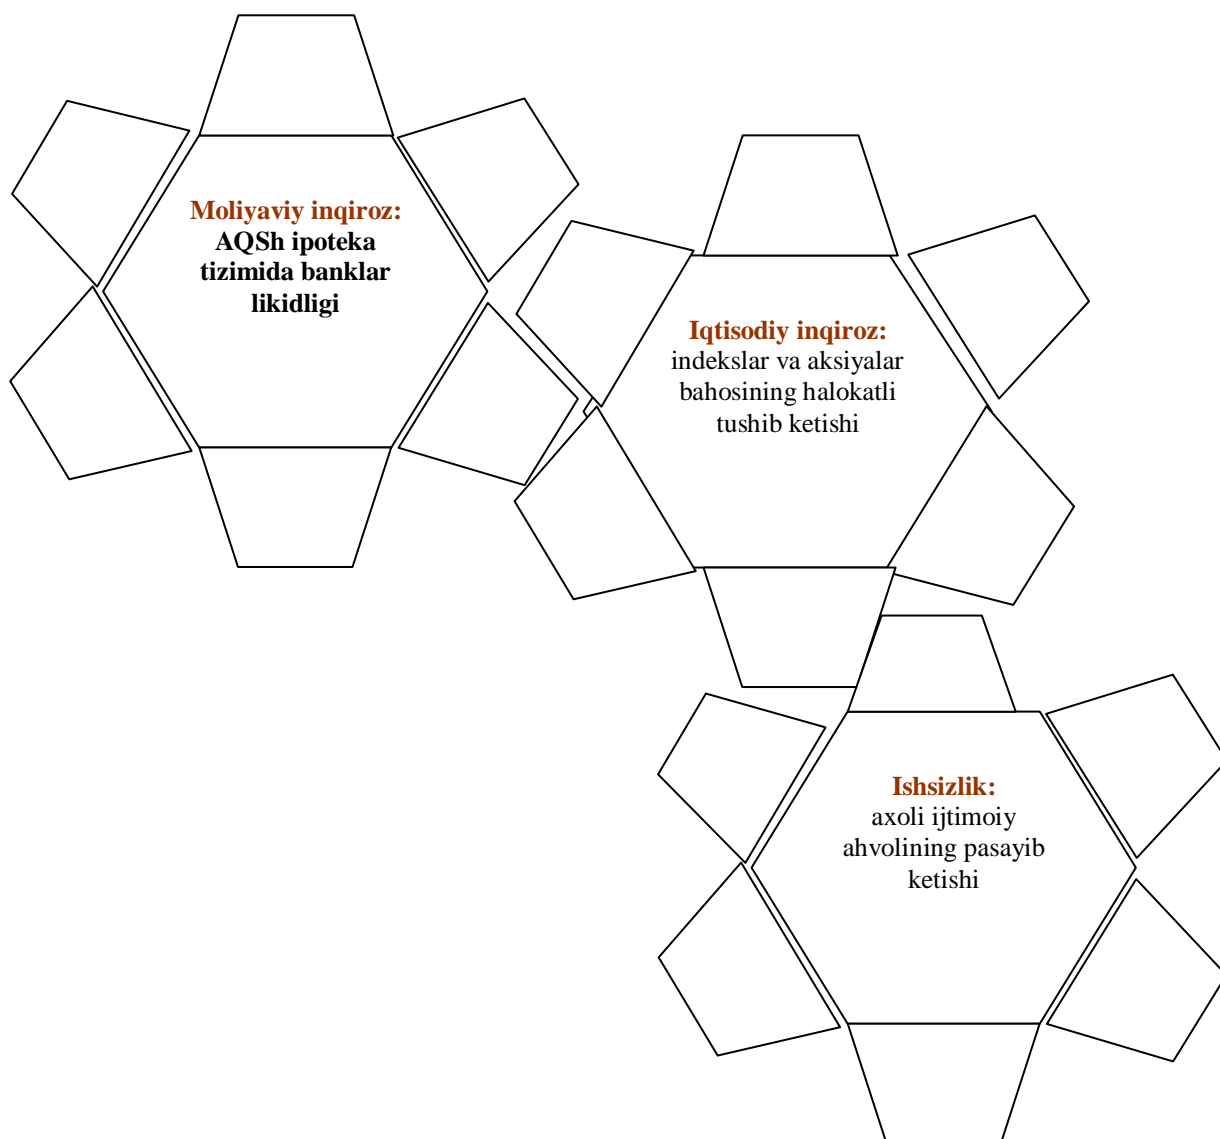 Moliyaviy inqiroz:
AQSh ipoteka
tizimida banklar
likidligi
Iqtisodiy inqiroz:
indekslar va aksiyalar
bahosining halokatli
tushib ketishi
Ishsizlik:
axoli ijtimoiy
ahvolining pasayib
ketishi